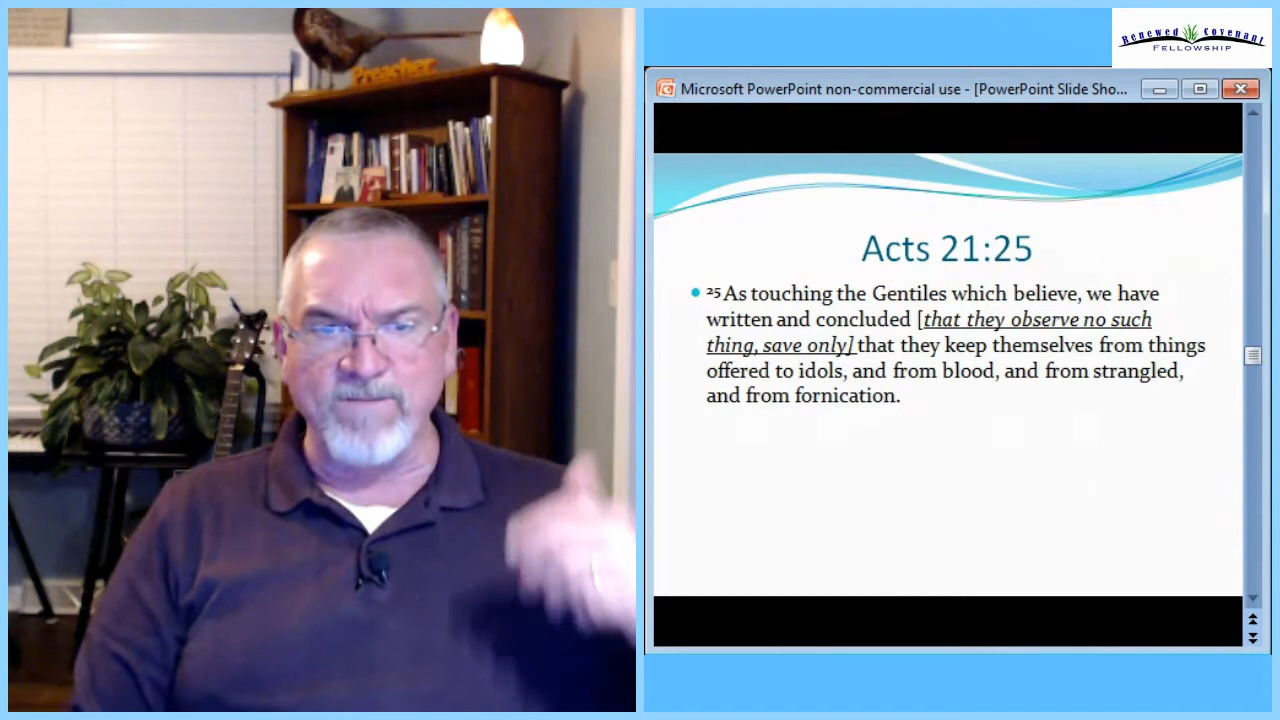 Preacher
Renewed Covenant
FELLOWSHIP
Microsoft PowerPoint non-commercial use - [PowerPoint Slide Sho...
Acts 21:25
• 25 As touching the Gentiles which believe, we have
written and concluded [that they observe no such
thing, save only] that they keep themselves from things
offered to idols, and from blood, and from strangled,
and from fornication.